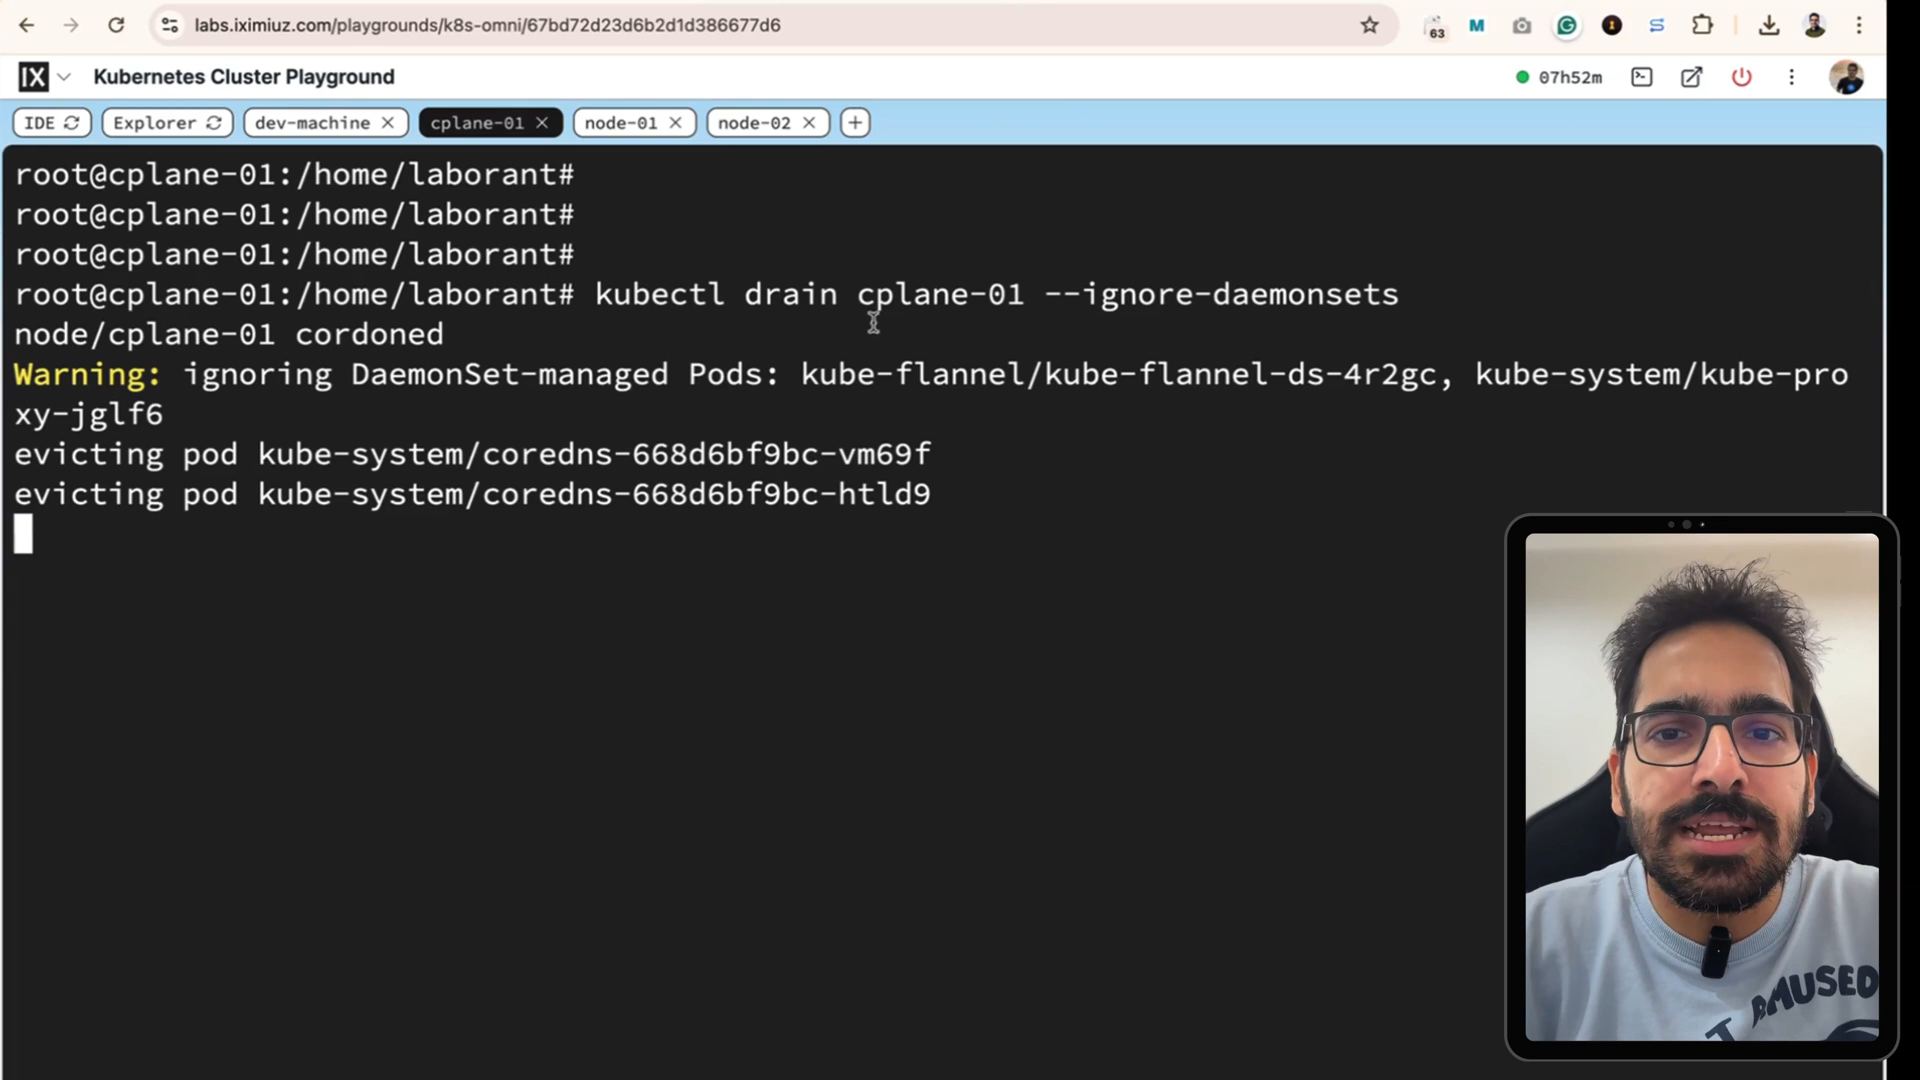 labs.iximiuz.com/playgrounds/k8s-omni/67bd72d23d6b2d1d386677d6
63
M
IX Kubernetes Cluster Playground
07h52m
IDE Explorer dev-machine cplane-01 node-01 node-02
root@cplane-01:/home/laborant#
root@cplane-01:/home/laborant#
root@cplane-01:/home/laborant#
root@cplane-01:/home/laborant# kubectl drain cplane-01 --ignore-daemonsets
node/cplane-01 cordoned
Warning: ignoring DaemonSet-managed Pods: kube-flannel/kube-flannel-ds-4r2gc, kube-system/kube-pro
xy-jglf6
evicting pod kube-system/coredns-668d6bf9bc-vm69f
evicting pod kube-system/coredns-668d6bf9bc-htld9
AMUSED